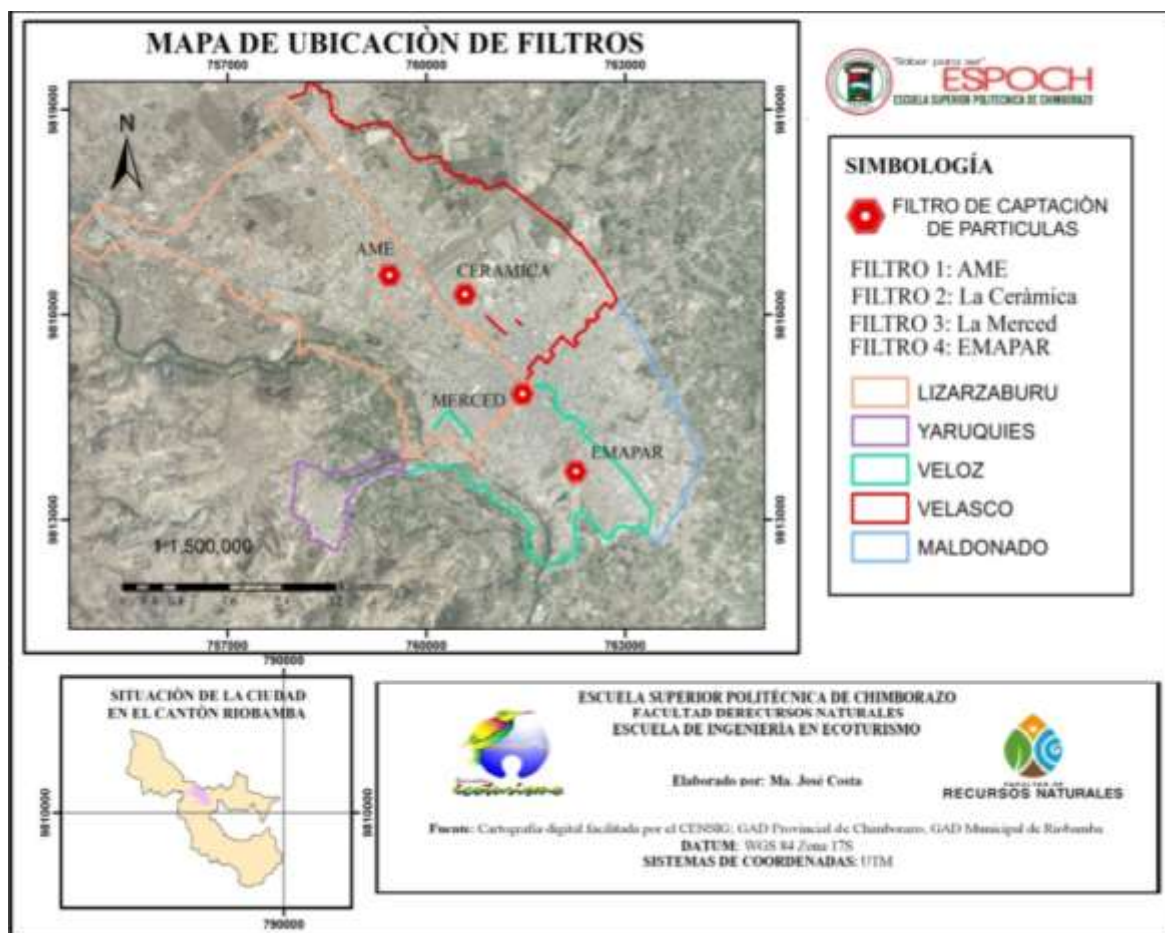 MAPA DE UBICACIÒN DE FILTROS
757000
760000
763000
9819000
9819000
N
AME
CERAMICA
9816000
9816000
MERCED
EMAPAR
9813000
9813000
1:1,500,000
757000
760000
763000
"Saber para ser"
ESPOCH
ESCUELA SUPERIOR POLITECNICA DE CHIMBORAZO
SIMBOLOGÍA
FILTRO DE CAPTACIÒN
DE PARTICULAS
FILTRO 1: AME
FILTRO 2: La Ceràmica
FILTRO 3: La Merced
FILTRO 4: EMAPAR
LIZARZABURU
YARUQUIES
VELOZ
VELASCO
MALDONADO
790000
SITUACIÒN DE LA CIUDAD
EN EL CANTÒN RIOBAMBA
9810000
9810000
790000
ESCUELA SUPERIOR POLITÉCNICA DE CHIMBORAZO
FACULTAD DERECURSOS NATURALES
ESCUELA DE INGENIERÍA EN ECOTURISMO
Elaborado por: Ma. José Costa
Ecoturismo
FACULTAD DE
RECURSOS NATURALES
Fuente: Cartografía digital facilitada por el CENSIG; GAD Provincial de Chimborazo, GAD Municipal de Riobamba
DATUM: WGS 84 Zona 17S
SISTEMAS DE COORDENADAS: UTM